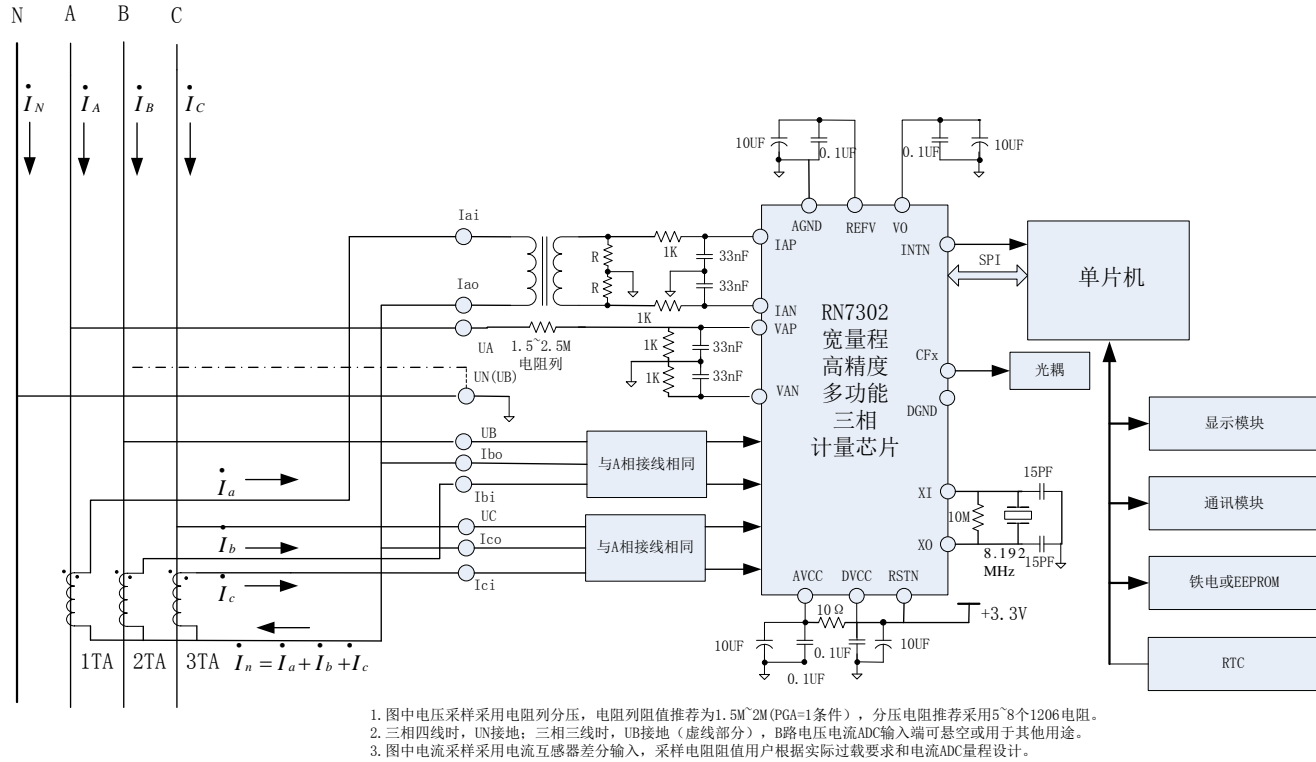 N A B C
İN İA İB İC
10UF 0.1UF 0.1UF 10UF
AGND REFV VO
Iai
IAP
INTN
R
1K
33nF
SPI
单片机
R
33nF
Iao
1K
IAN
VAP
RN7302
宽量程
高精度
多功能
三相
计量芯片
UA
1.5~2.5M
电阻列
1K
33nF
1K
33nF
CFx
光耦
UN(UB)
VAN
DGND
显示模块
UB
Ibo
与A相接线相同
Ibi
İa
通讯模块
UC
Ico
与A相接线相同
Ici
İb
İc
XI
15PF
10M
XO
8.192
MHz
15PF
铁电或EEPROM
AVCC DVCC RSTN
10Ω
+3.3V
10UF
0.1UF
0.1UF
10UF
1TA 2TA 3TA İn = İa + İb + İc
RTC
1.图中电压采样采用电阻列分压,电阻列阻值推荐为1.5M~2M(PGA=1条件),分压电阻推荐采用5~8个1206电阻。
2.三相四线时,UN接地;三相三线时,UB接地(虚线部分),B路电压电流ADC输入端可悬空或用于其他用途。
3.图中电流采样采用电流互感器差分输入,采样电阻阻值用户根据实际过载要求和电流ADC量程设计。